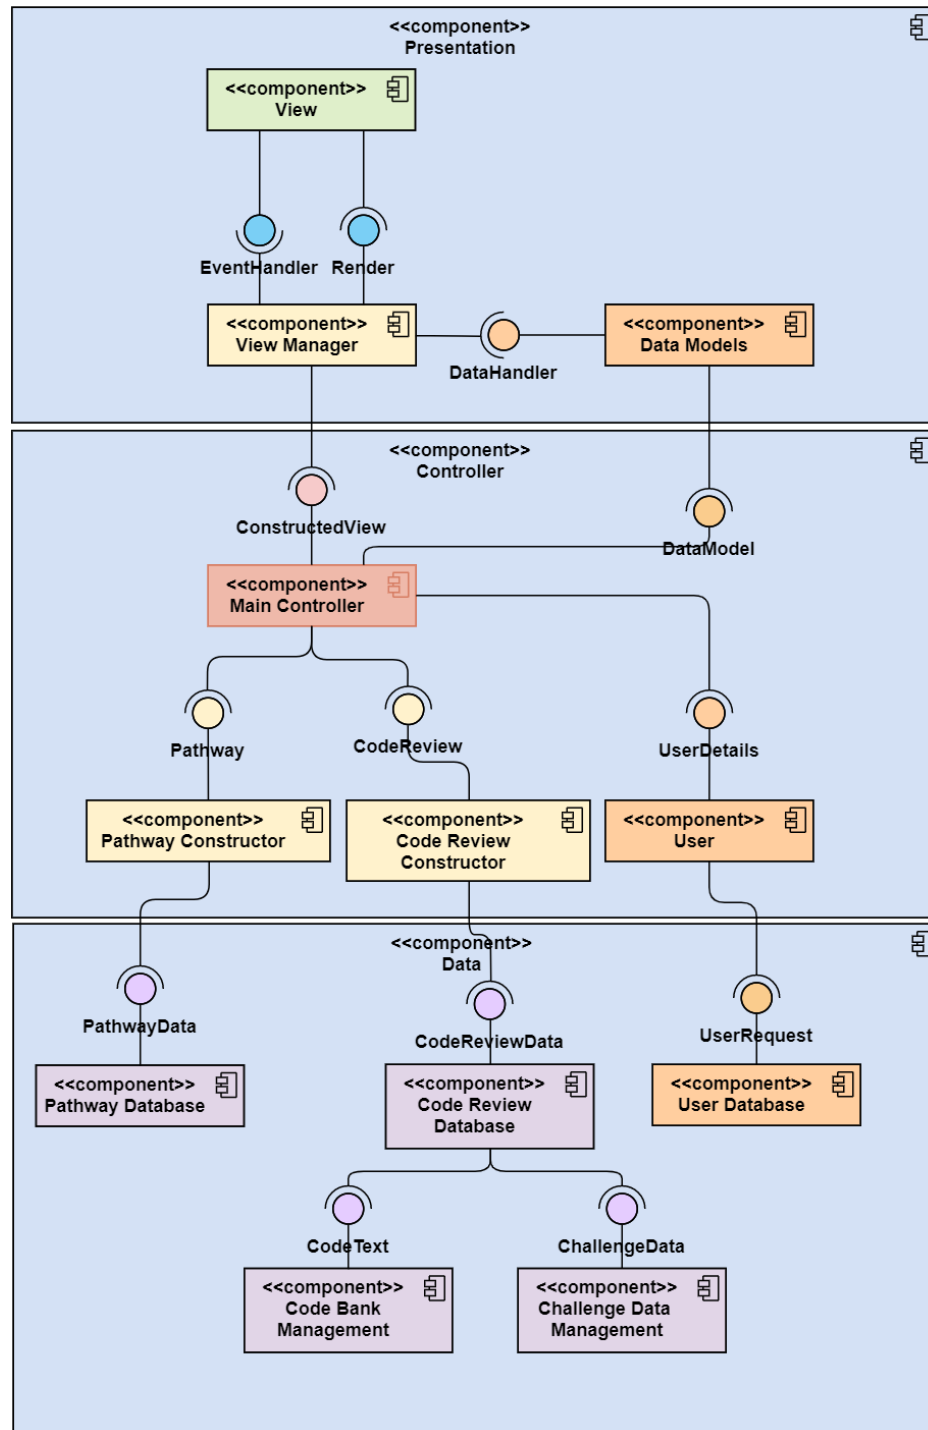 <<component>>
Presentation
<<component>>
View
EventHandler
Render
<<component>>
View Manager
<<component>>
Data Models
DataHandler
<<component>>
Controller
ConstructedView
DataModel
<<component>>
Main Controller
Pathway
CodeReview
UserDetails
<<component>>
Pathway Constructor
<<component>>
Code Review
Constructor
<<component>>
User
<<component>>
Data
PathwayData
CodeReviewData
UserRequest
<<component>>
Pathway Database
<<component>>
Code Review
Database
<<component>>
User Database
CodeText
ChallengeData
<<component>>
Code Bank
Management
<<component>>
Challenge Data
Management